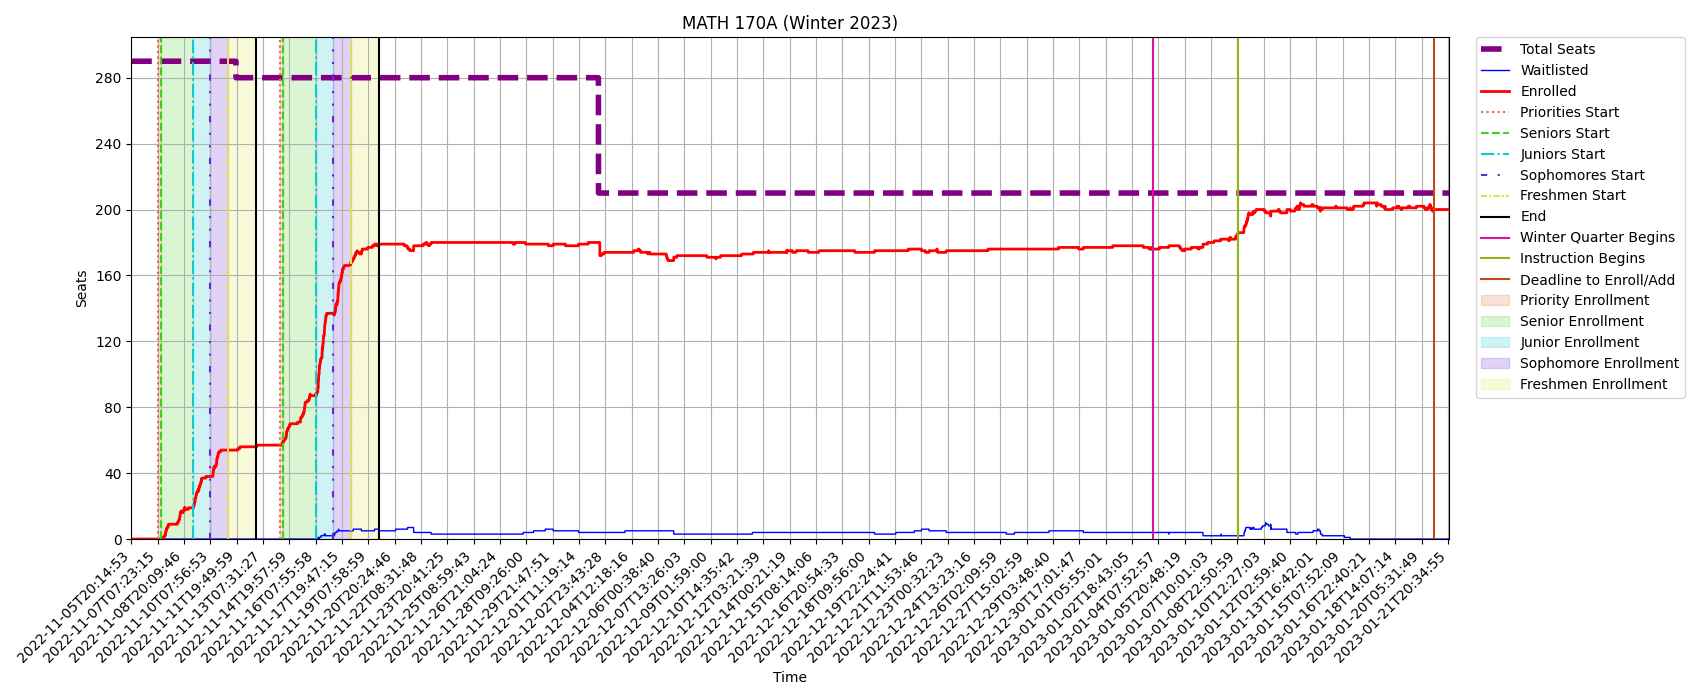 MATH 170A (Winter 2023)
Seats
280
240
200
160
120
80
40
0
2022-11-05T20:14:53
2022-11-07T07:23:15
2022-11-08T20:09:46
2022-11-10T07:56:53
2022-11-11T19:49:59
2022-11-13T07:31:27
2022-11-14T19:57:59
2022-11-16T07:55:58
2022-11-17T19:47:15
2022-11-19T07:58:59
2022-11-20T20:24:46
2022-11-22T08:31:48
2022-11-23T20:41:25
2022-11-25T08:59:43
2022-11-26T21:04:24
2022-11-28T09:26:00
2022-11-29T21:47:51
2022-12-01T11:19:14
2022-12-02T23:43:28
2022-12-04T12:18:16
2022-12-06T00:38:40
2022-12-07T13:26:03
2022-12-09T01:59:00
2022-12-10T14:35:42
2022-12-12T03:21:39
2022-12-14T00:21:19
2022-12-15T08:14:06
2022-12-16T20:54:33
2022-12-18T09:56:00
2022-12-19T22:24:41
2022-12-21T11:53:46
2022-12-23T00:32:23
2022-12-24T13:23:16
2022-12-26T02:09:59
2022-12-27T15:02:59
2022-12-29T03:48:40
2022-12-30T17:01:47
2023-01-01T05:55:01
2023-01-02T18:43:05
2023-01-04T07:52:57
2023-01-05T20:48:19
2023-01-07T10:01:03
2023-01-08T22:50:59
2023-01-10T12:27:03
2023-01-12T02:59:40
2023-01-13T16:42:01
2023-01-15T07:52:09
2023-01-16T22:40:21
2023-01-18T14:07:14
2023-01-20T05:31:49
2023-01-21T20:34:55
Time
Total Seats
Waitlisted
Enrolled
Priorities Start
Seniors Start
Juniors Start
Sophomores Start
Freshmen Start
End
Winter Quarter Begins
Instruction Begins
Deadline to Enroll/Add
Priority Enrollment
Senior Enrollment
Junior Enrollment
Sophomore Enrollment
Freshmen Enrollment